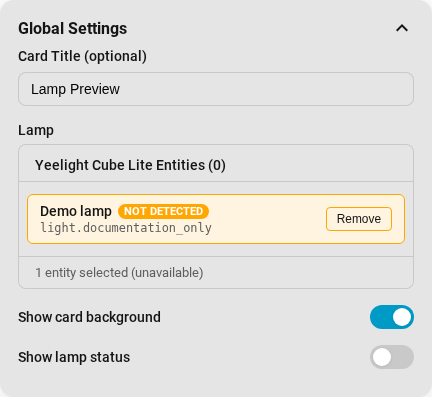 Global Settings
Card Title (optional)
Lamp Preview
Lamp
Yeelight Cube Lite Entities (0)
Demo lamp NOT DETECTED
light.documentation_only
Remove
1 entity selected (unavailable)
Show card background
Show lamp status